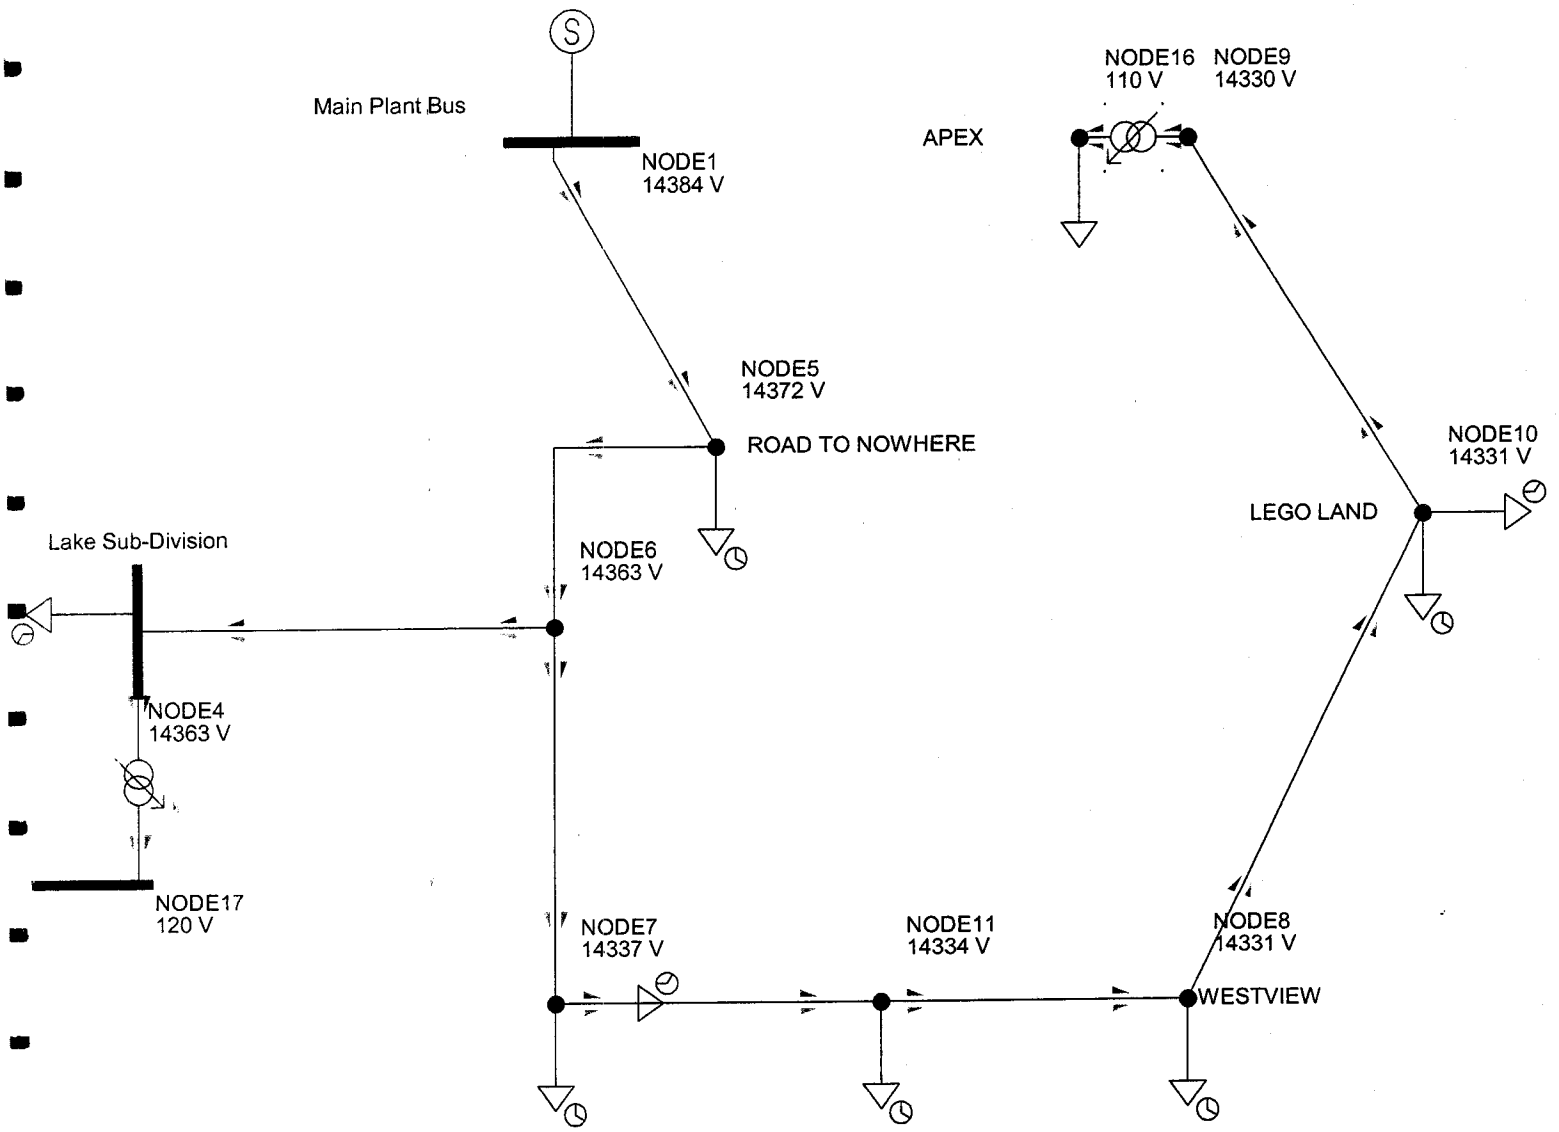 S
NODE16 NODE9
110 V 14330 V
Main Plant Bus
APEX
NODE1
14384 V
NODE5
14372 V
ROAD TO NOWHERE
NODE10
14331 V
LEGO LAND
Lake Sub-Division
NODE6
14363 V
NODE4
14363 V
NODE17
120 V
NODE7
14337 V
NODE11
14334 V
NODE8
14331 V
WESTVIEW